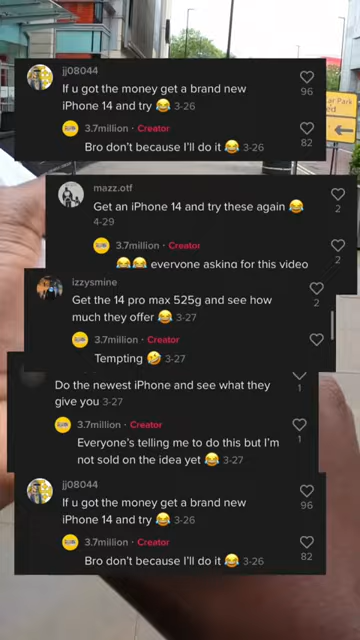 jj08044
If u got the money get a brand new
iPhone 14 and try 😂 3-26
96
3.7million · Creator
Bro don't because I'll do it 😂 3-26
82
Car Park
mazz.otf
Get an iPhone 14 and try these again 😂
4-29
2
3.7million · Creator
😂😂 everyone asking for this video
2
izzysmine
Get the 14 pro max 525g and see how
much they offer 😂 3-27
2
3.7million · Creator
Tempting 🤣 3-27
Do the newest iPhone and see what they
give you 3-27
1
3.7million · Creator
Everyone's telling me to do this but I'm
not sold on the idea yet 😂 3-27
1
jj08044
If u got the money get a brand new
iPhone 14 and try 😂 3-26
96
3.7million · Creator
Bro don't because I'll do it 😂 3-26
82